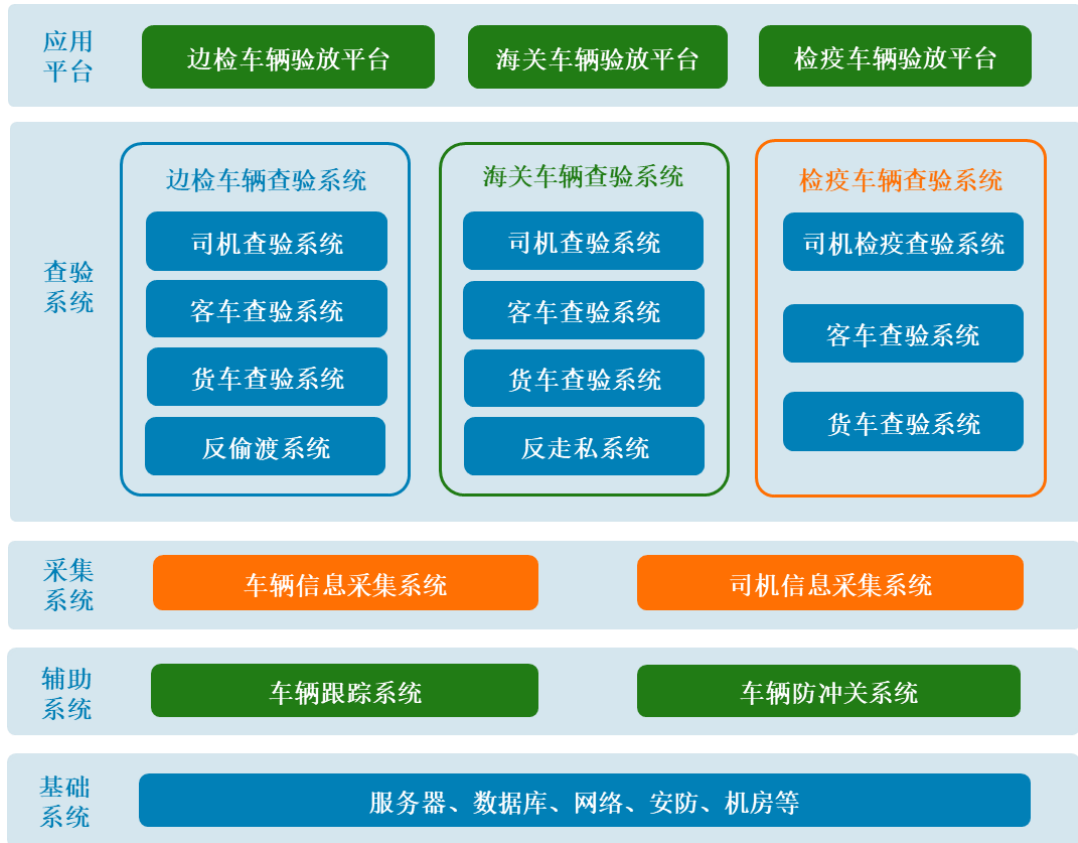 应用
平台
边检车辆验放平台
海关车辆验放平台
检疫车辆验放平台
查验
系统
边检车辆查验系统
司机查验系统
客车查验系统
货车查验系统
反偷渡系统
海关车辆查验系统
司机查验系统
客车查验系统
货车查验系统
反走私系统
检疫车辆查验系统
司机检疫查验系统
客车查验系统
货车查验系统
采集
系统
车辆信息采集系统
司机信息采集系统
辅助
系统
车辆跟踪系统
车辆防冲关系统
基础
系统
服务器、数据库、网络、安防、机房等